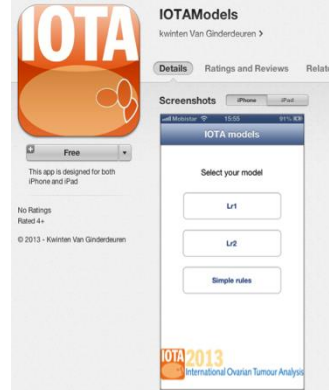 IOTA
IOTAModels
kwinten Van Ginderdeuren >
Details
Ratings and Reviews
Relate
Screenshots
iPhone
iPad
Mobistar
15:55
91%
IOTA models
Select your model
Lr1
Lr2
Simple rules
IOTA 2013
International Ovarian Tumour Analysis
Free
This app is designed for both
iPhone and iPad
No Ratings
Rated 4+
© 2013 - Kwinten Van Ginderdeuren